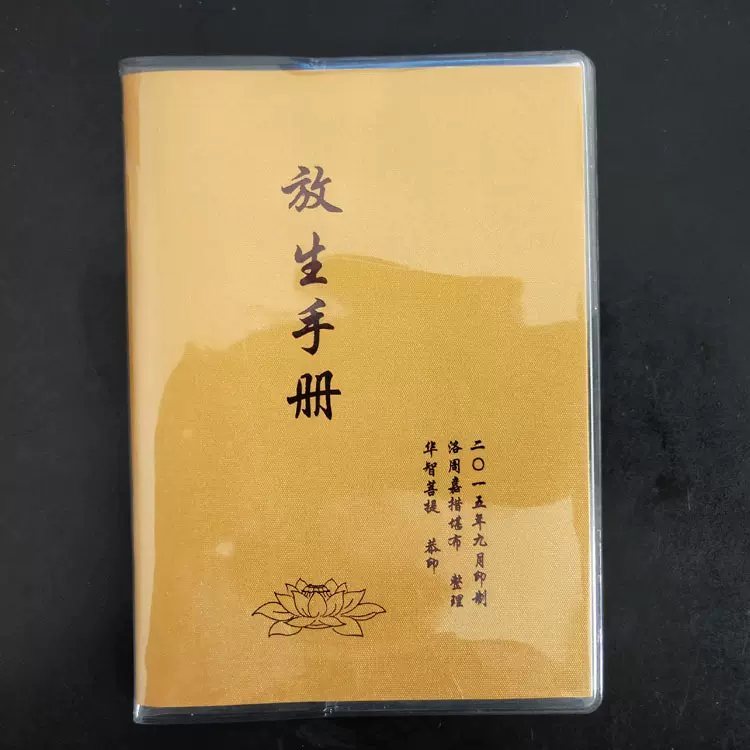 放生手册
二〇一五年九月印制
洛周嘉措堪布 整理
华智菩提 恭印